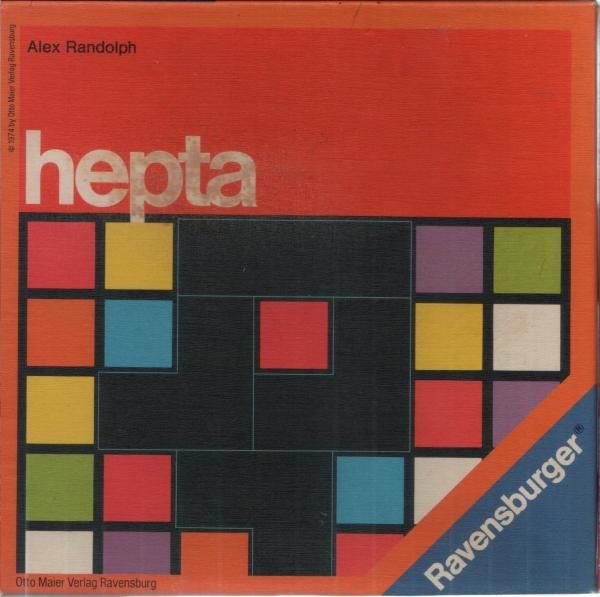 © 1974 by Otto Maier Verlag Ravensburg
Alex Randolph
hepta
Ravensburger®
Otto Maier Verlag Ravensburg